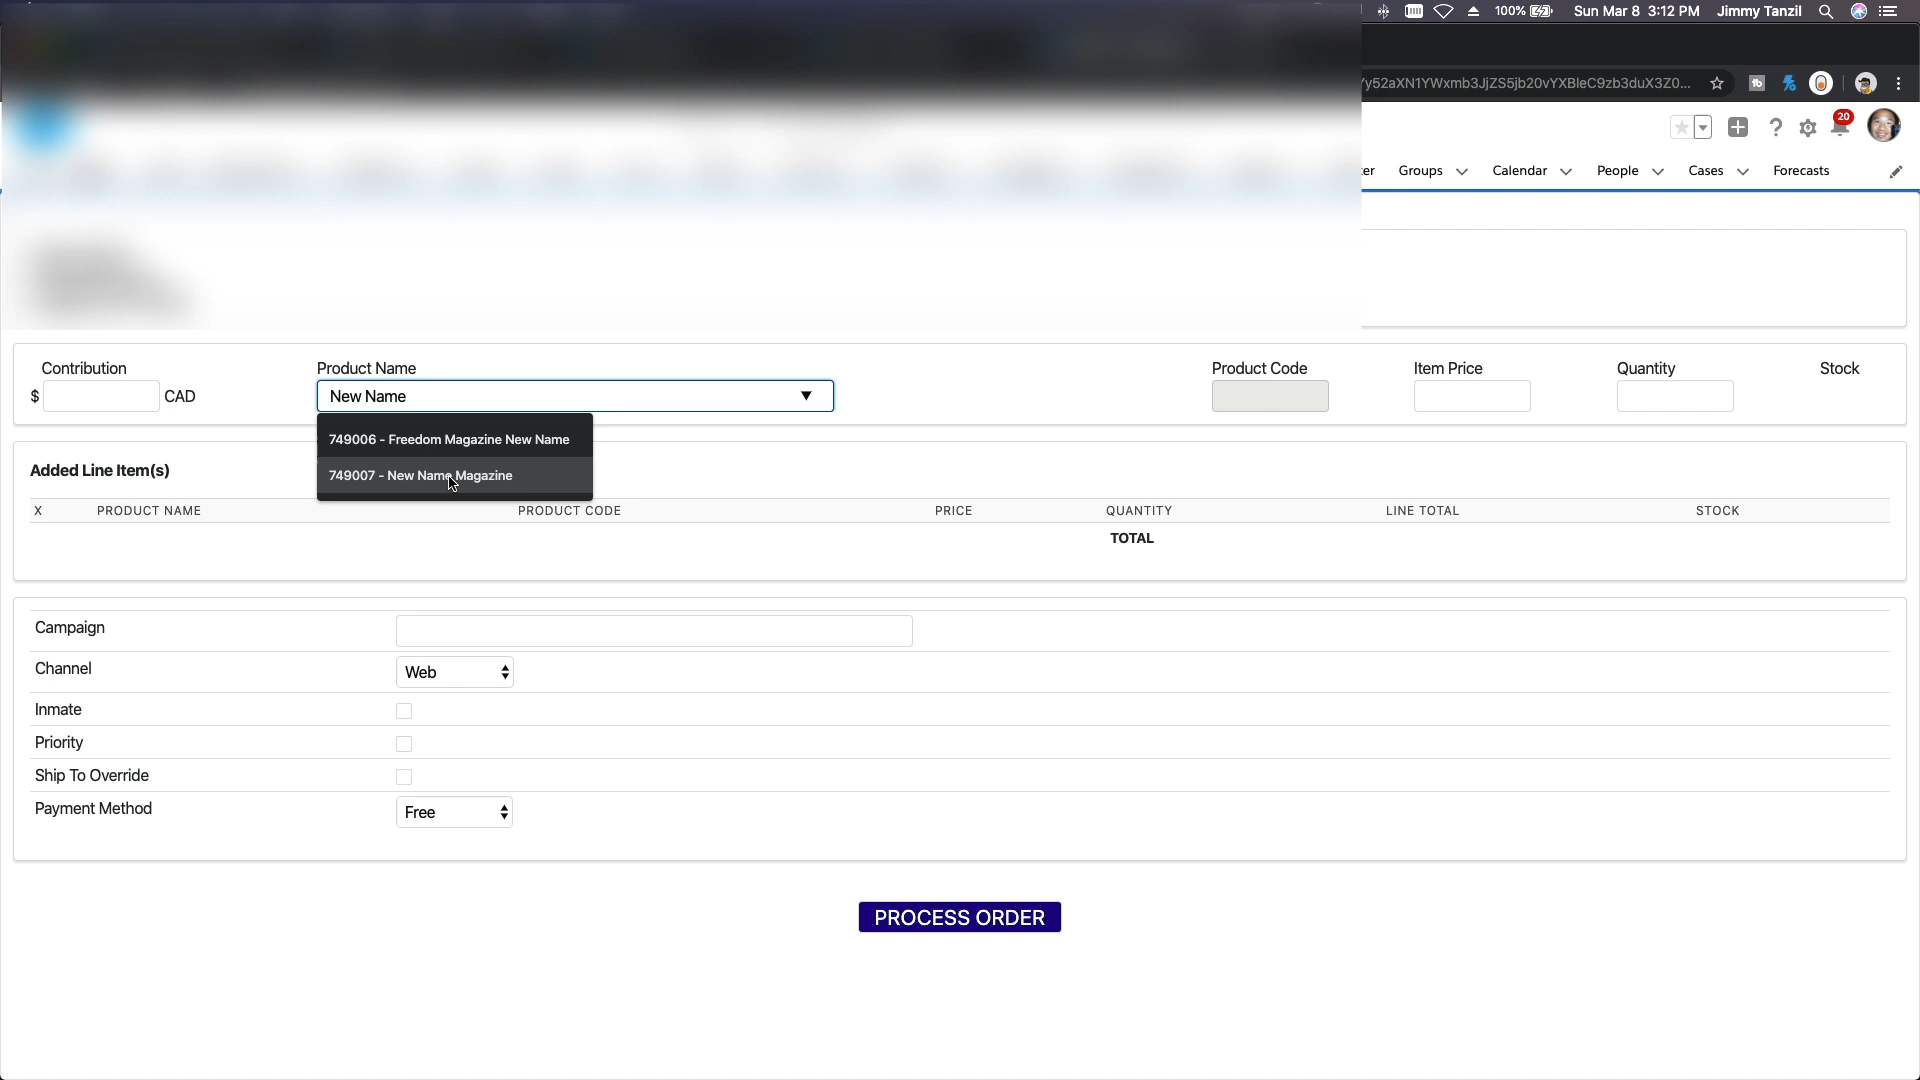 100% Sun Mar 8 3:12 PM Jimmy Tanzil
Yy52aXN1YWxmb3JjZS5jb20vYXBleC9zb3duX3Z0...
20
er Groups Calendar People Cases Forecasts
Contribution Product Name Product Code Item Price Quantity Stock
$ CAD New Name
749006 - Freedom Magazine New Name
Added Line Item(s) 749007 - New Name Magazine
X PRODUCT NAME PRODUCT CODE PRICE QUANTITY LINE TOTAL STOCK
TOTAL
Campaign
Channel Web
Inmate
Priority
Ship To Override
Payment Method Free
PROCESS ORDER